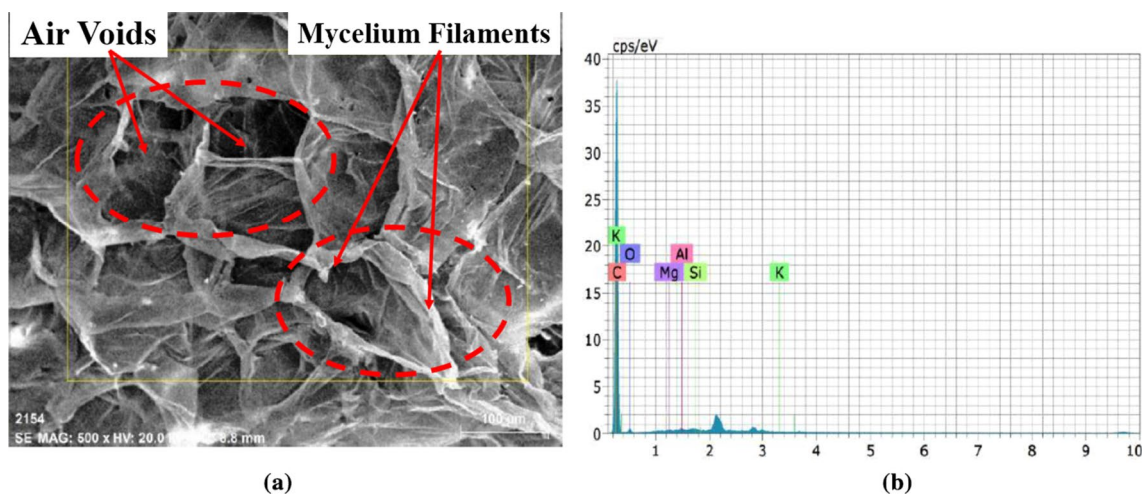 Air Voids
Mycelium Filaments
2154
SE MAG: 500 x HV: 20.0
8.8 mm
100 µm
(a)
cps/eV
40
35
30
25
20
15
10
5
0
K
O
C
Mg
Al
Si
K
1 2 3 4 5 6 7 8 9 10
(b)